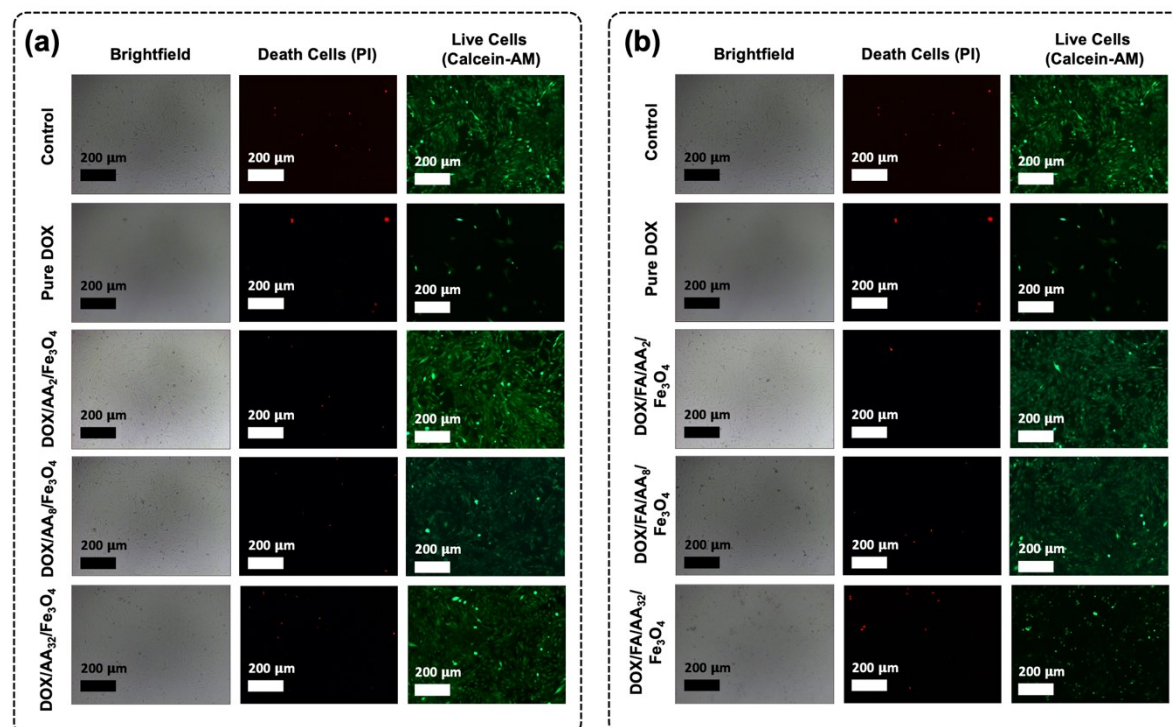 (a)
Brightfield
Death Cells (PI)
Live Cells
(Calcein-AM)
Control
200 µm
200 µm
200 µm
Pure DOX
200 µm
200 µm
200 µm
DOX/AA₂/Fe₃O₄
200 µm
200 µm
200 µm
DOX/AA₈/Fe₃O₄
200 µm
200 µm
200 µm
DOX/AA₃₂/Fe₃O₄
200 µm
200 µm
200 µm
(b)
Brightfield
Death Cells (PI)
Live Cells
(Calcein-AM)
Control
200 µm
200 µm
200 µm
Pure DOX
200 µm
200 µm
200 µm
DOX/FA/AA₂/
Fe₃O₄
200 µm
200 µm
200 µm
DOX/FA/AA₈/
Fe₃O₄
200 µm
200 µm
200 µm
DOX/FA/AA₃₂/
Fe₃O₄
200 µm
200 µm
200 µm